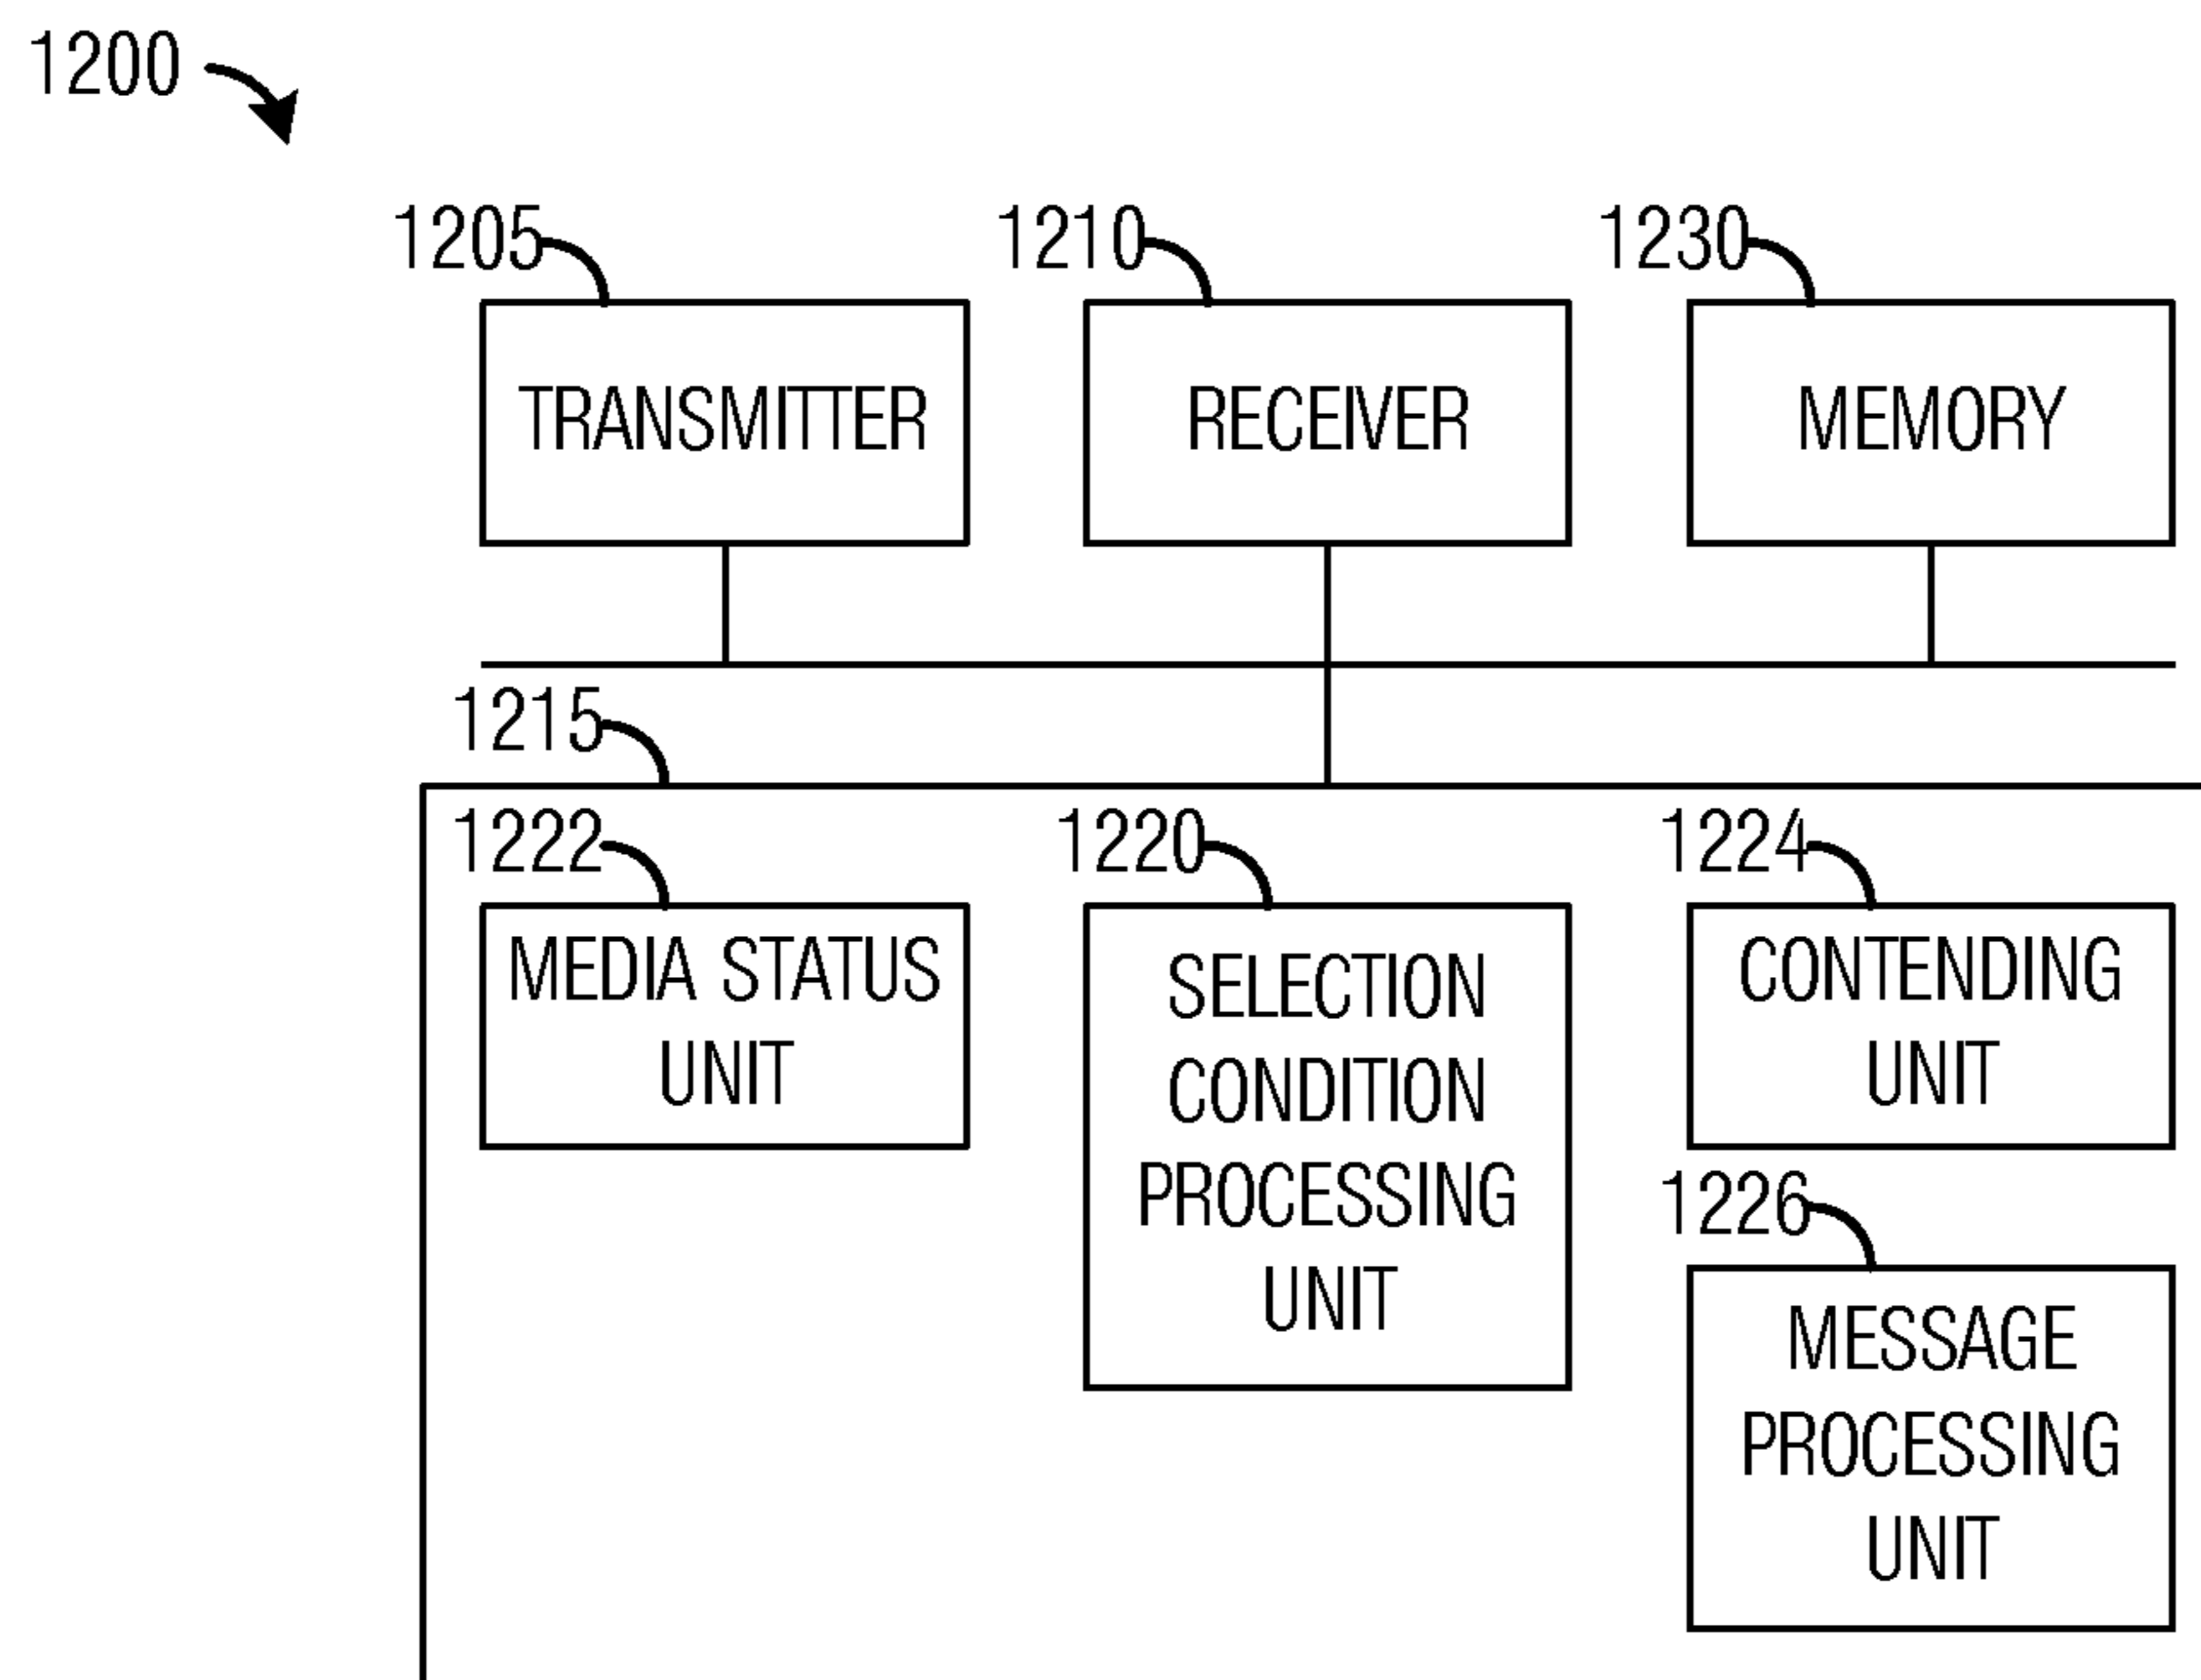 1200
1205
1210
1230
TRANSMITTER
RECEIVER
MEMORY
1215
1222
1220
1224
MEDIA STATUS
UNIT
SELECTION
CONDITION
PROCESSING
UNIT
CONTENDING
UNIT
1226
MESSAGE
PROCESSING
UNIT